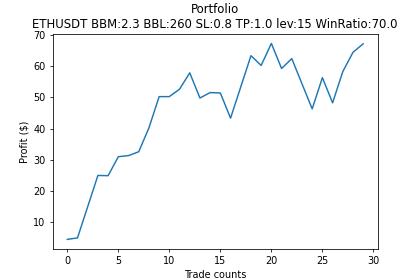 Portfolio
ETHUSDT BBM:2.3 BBL:260 SL:0.8 TP:1.0 lev:15 WinRatio:70.0
70
60
50
40
30
20
10
Profit ($)
0 5 10 15 20 25 30
Trade counts